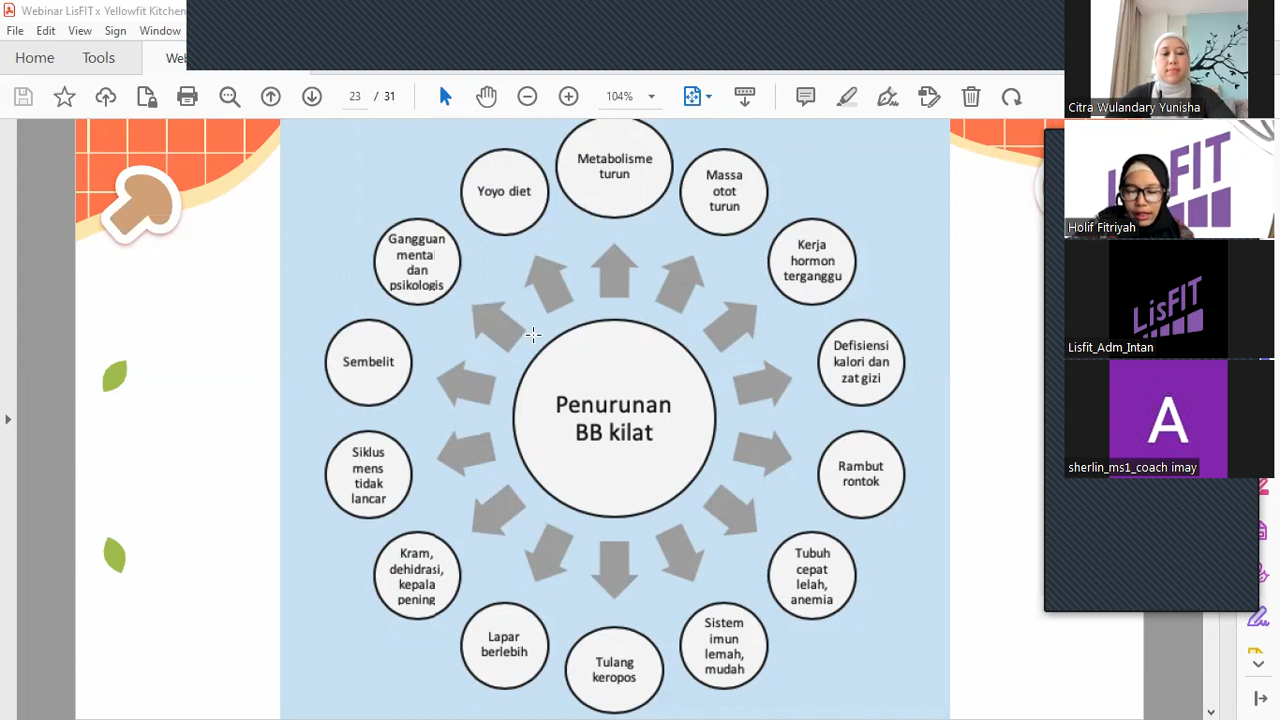 Webinar LisFIT x Yellowfit Kitchen
File Edit View Sign Window
Home Tools
23 / 31
104%
Metabolisme
turun
Massa
otot
turun
Kerja
hormon
terganggu
Defisiensi
kalori dan
zat gizi
Rambut
rontok
Tubuh
cepat
lelah,
anemia
Sistem
imun
lemah,
mudah
Tulang
keropos
Lapar
berlebih
Kram,
dehidrasi,
kepala
pening
Siklus
mens
tidak
lancar
Sembelit
Gangguan
mental
dan
psikologis
Yoyo diet
Penurunan
BB kilat
Citra Wulandary Yunisha
Holif Fitriyah
LisFIT
Lisfit_Adm_Intan
A
sherlin_ms1_coach imay